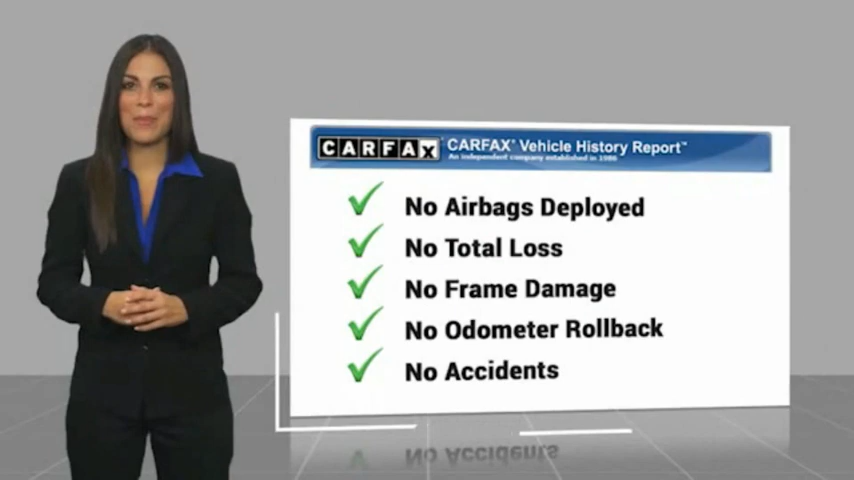 CARFAX CARFAX® Vehicle History Report™
An independent company established in 1986
No Airbags Deployed
No Total Loss
No Frame Damage
No Odometer Rollback
No Accidents
No Accidents